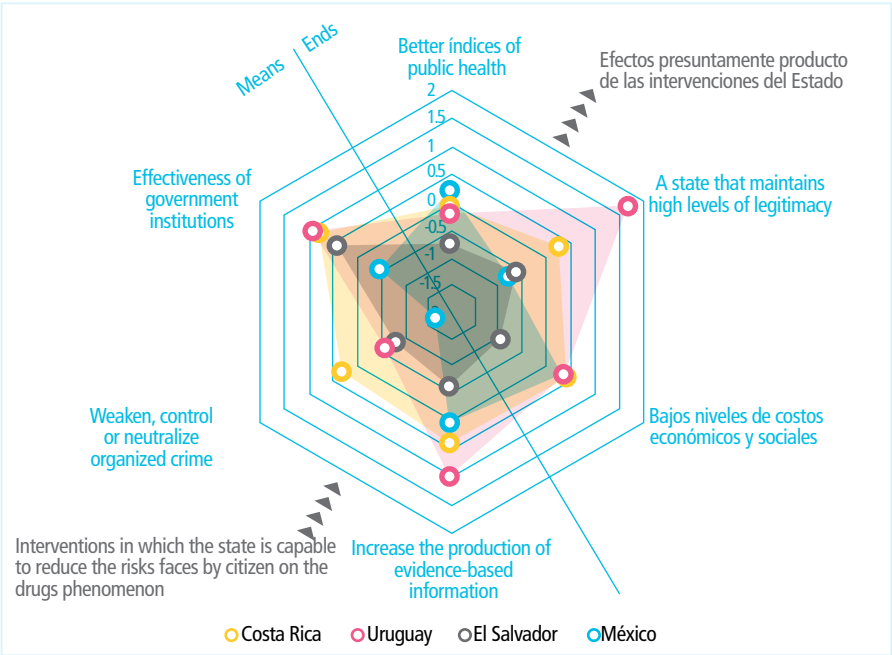 Means
Ends
Better índices of
public health
Efectos presuntamente producto
de las intervenciones del Estado
2
1.5
1
0.5
0
-0.5
-1
-1.5
Effectiveness of
government
institutions
A state that maintains
high levels of legitimacy
Weaken, control
or neutralize
organized crime
Bajos niveles de costos
económicos y sociales
Interventions in which the state is capable
to reduce the risks faces by citizen on the
drugs phenomenon
Increase the production of
evidence-based
information
Costa Rica
Uruguay
El Salvador
México